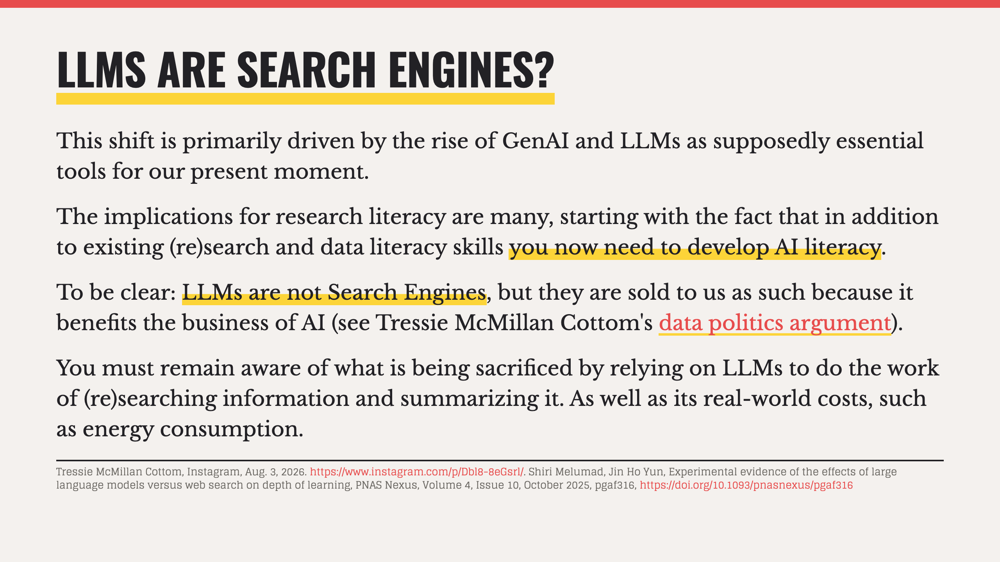 LLMS ARE SEARCH ENGINES?
This shift is primarily driven by the rise of GenAI and LLMs as supposedly essential
tools for our present moment.
The implications for research literacy are many, starting with the fact that in addition
to existing (re)search and data literacy skills you now need to develop AI literacy.
To be clear: LLMs are not Search Engines, but they are sold to us as such because it
benefits the business of AI (see Tressie McMillan Cottom's data politics argument).
You must remain aware of what is being sacrificed by relying on LLMs to do the work
of (re)searching information and summarizing it. As well as its real-world costs, such
as energy consumption.
Tressie McMillan Cottom, Instagram, Aug. 3, 2026. https://www.instagram.com/p/Dbl8-8eGsrl/. Shiri Melumad, Jin Ho Yun, Experimental evidence of the effects of large
language models versus web search on depth of learning, PNAS Nexus, Volume 4, Issue 10, October 2025, pgaf316, https://doi.org/10.1093/pnasnexus/pgaf316